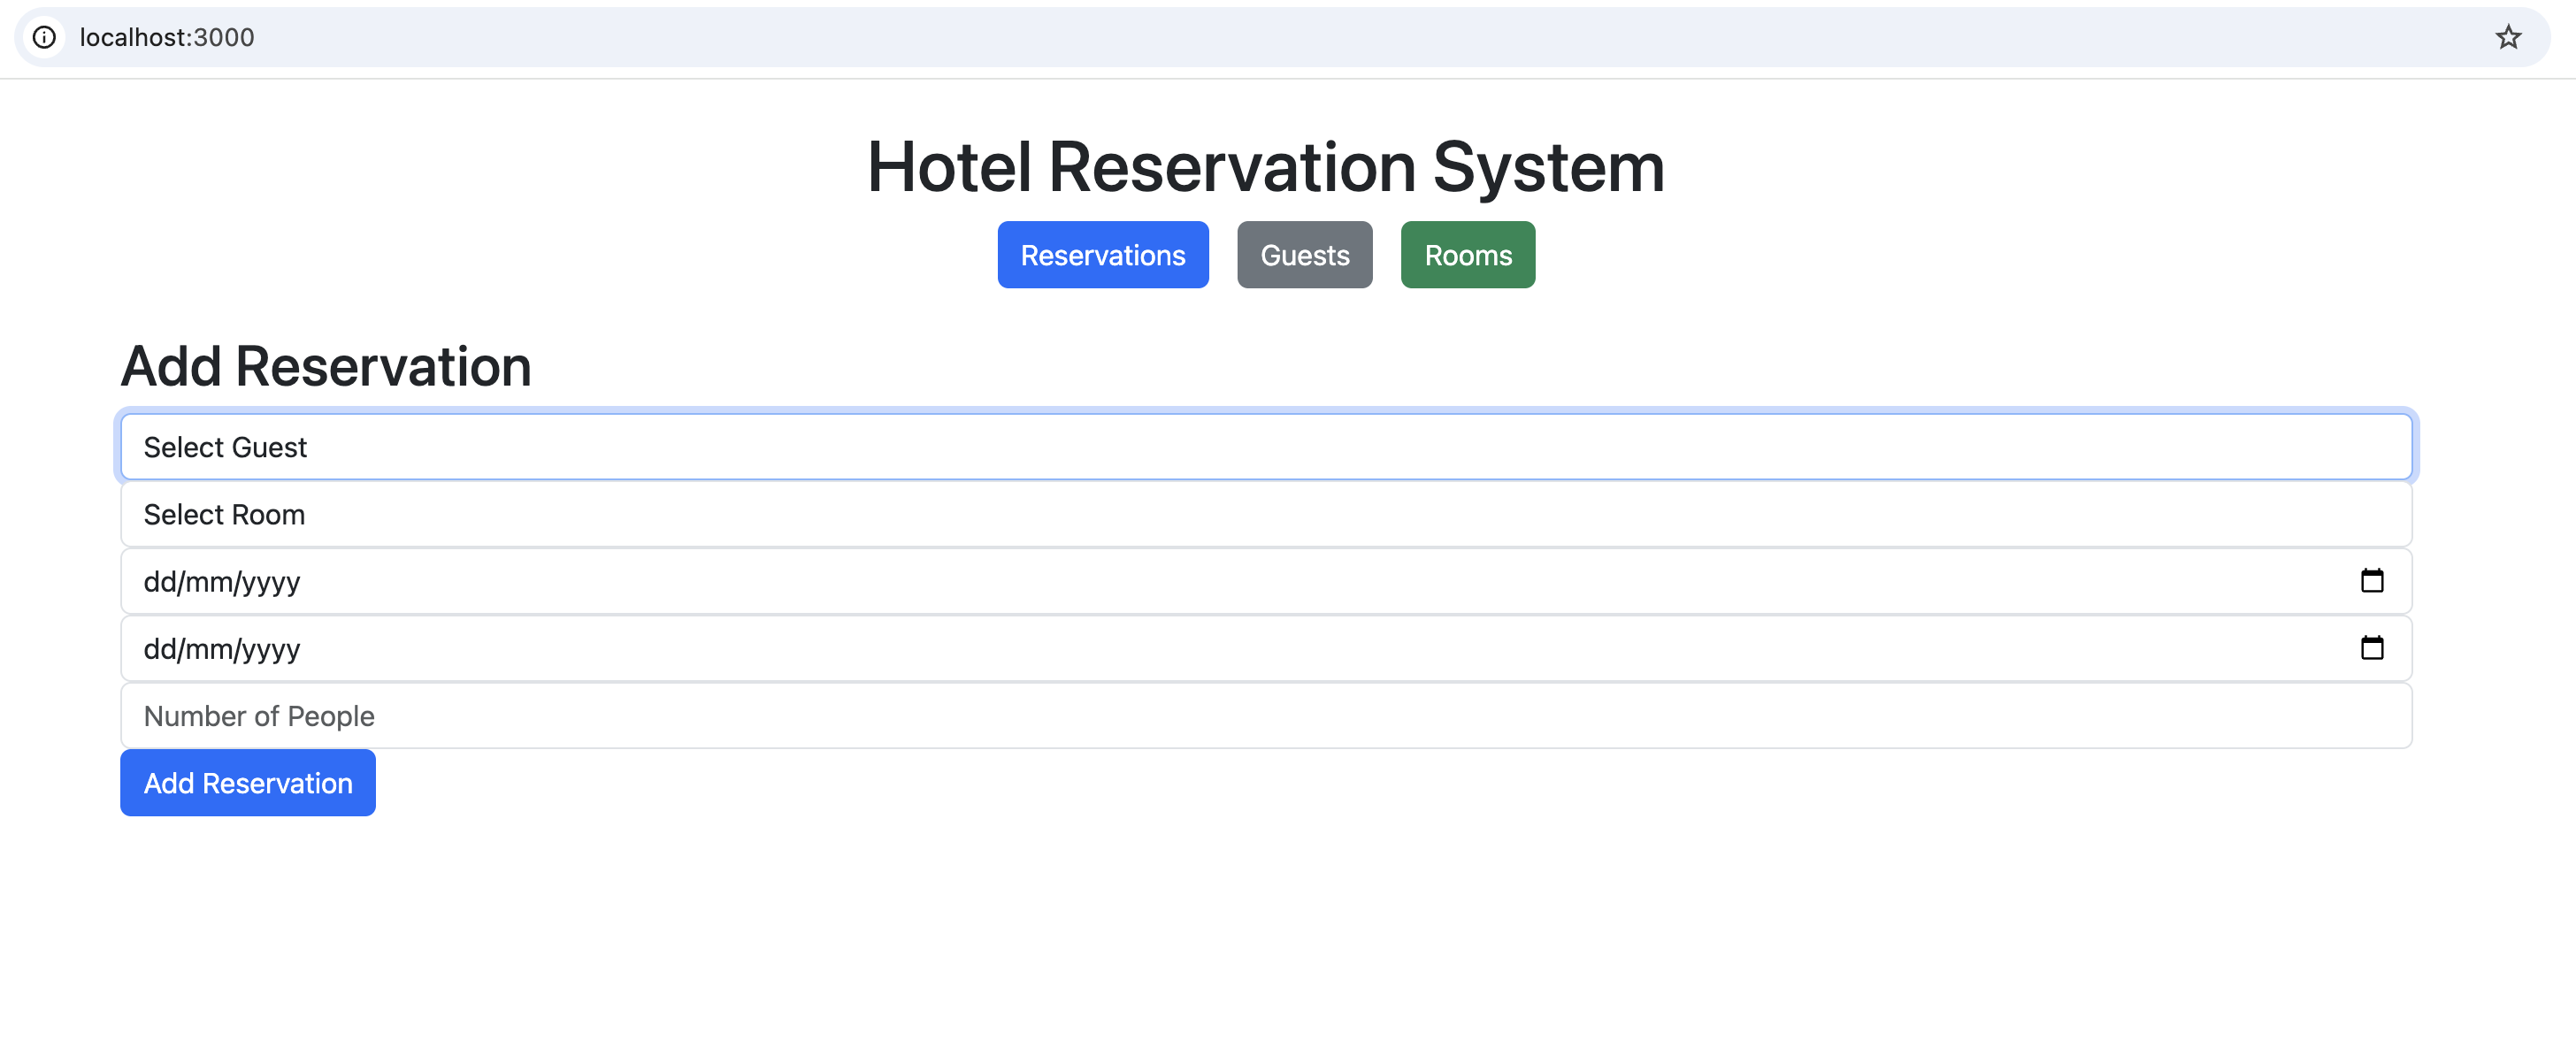 localhost:3000
Hotel Reservation System
Reservations Guests Rooms
Add Reservation
Select Guest
Select Room
dd/mm/yyyy
dd/mm/yyyy
Number of People
Add Reservation